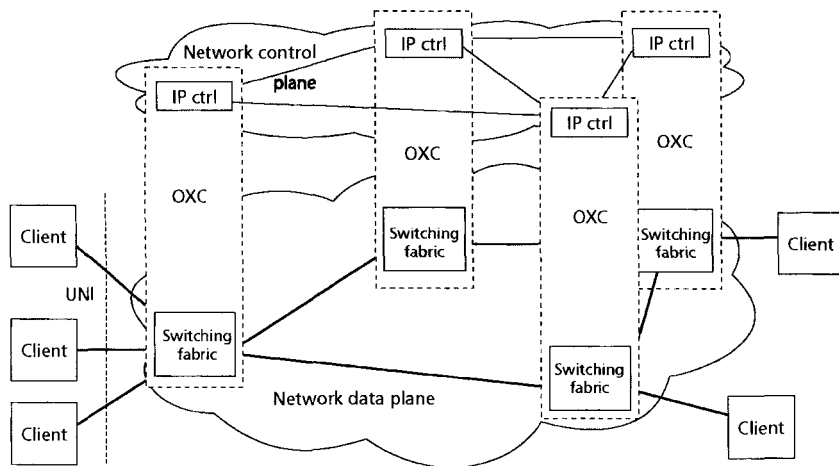 Network control
plane
IP ctrl
IP ctrl
IP ctrl
IP ctrl
OXC
OXC
OXC
OXC
Client
UNI
Client
Client
Switching
fabric
Switching
fabric
Switching
fabric
Switching
fabric
Client
Client
Network data plane